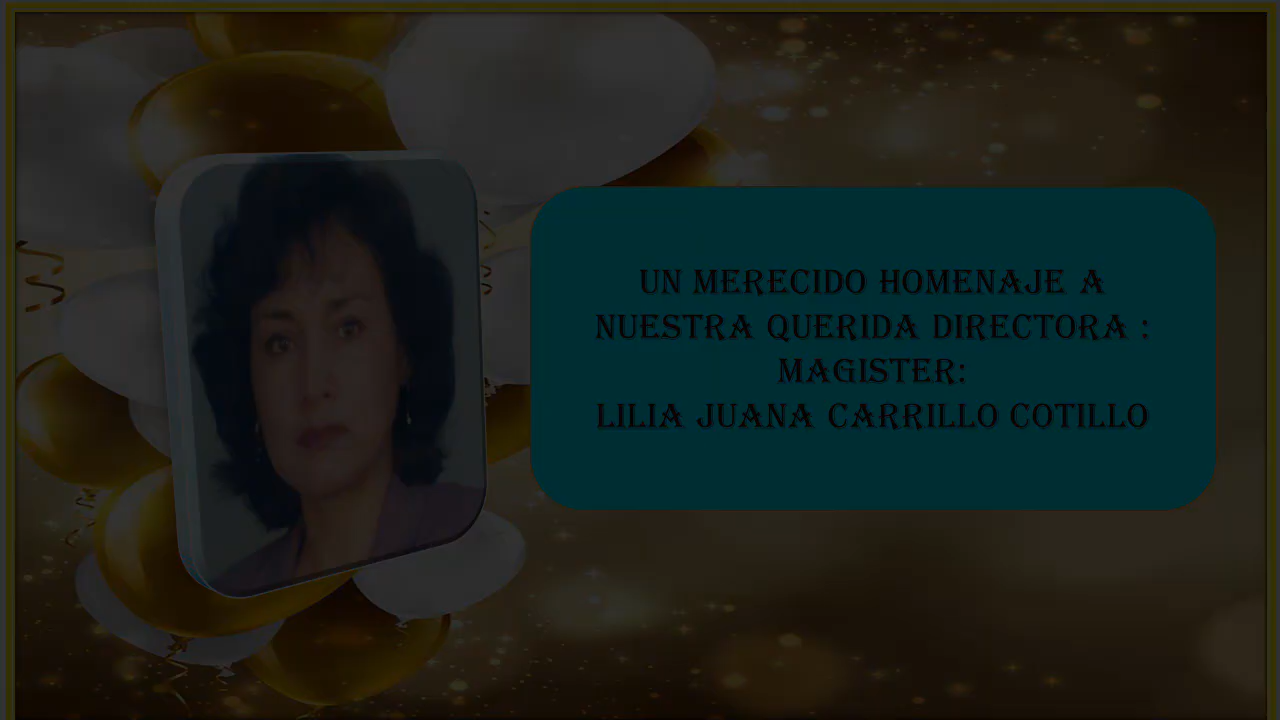 UN MERECIDO HOMENAJE A
NUESTRA QUERIDA DIRECTORA :
MAGISTER:
LILIA JUANA CARRILLO COTILLO